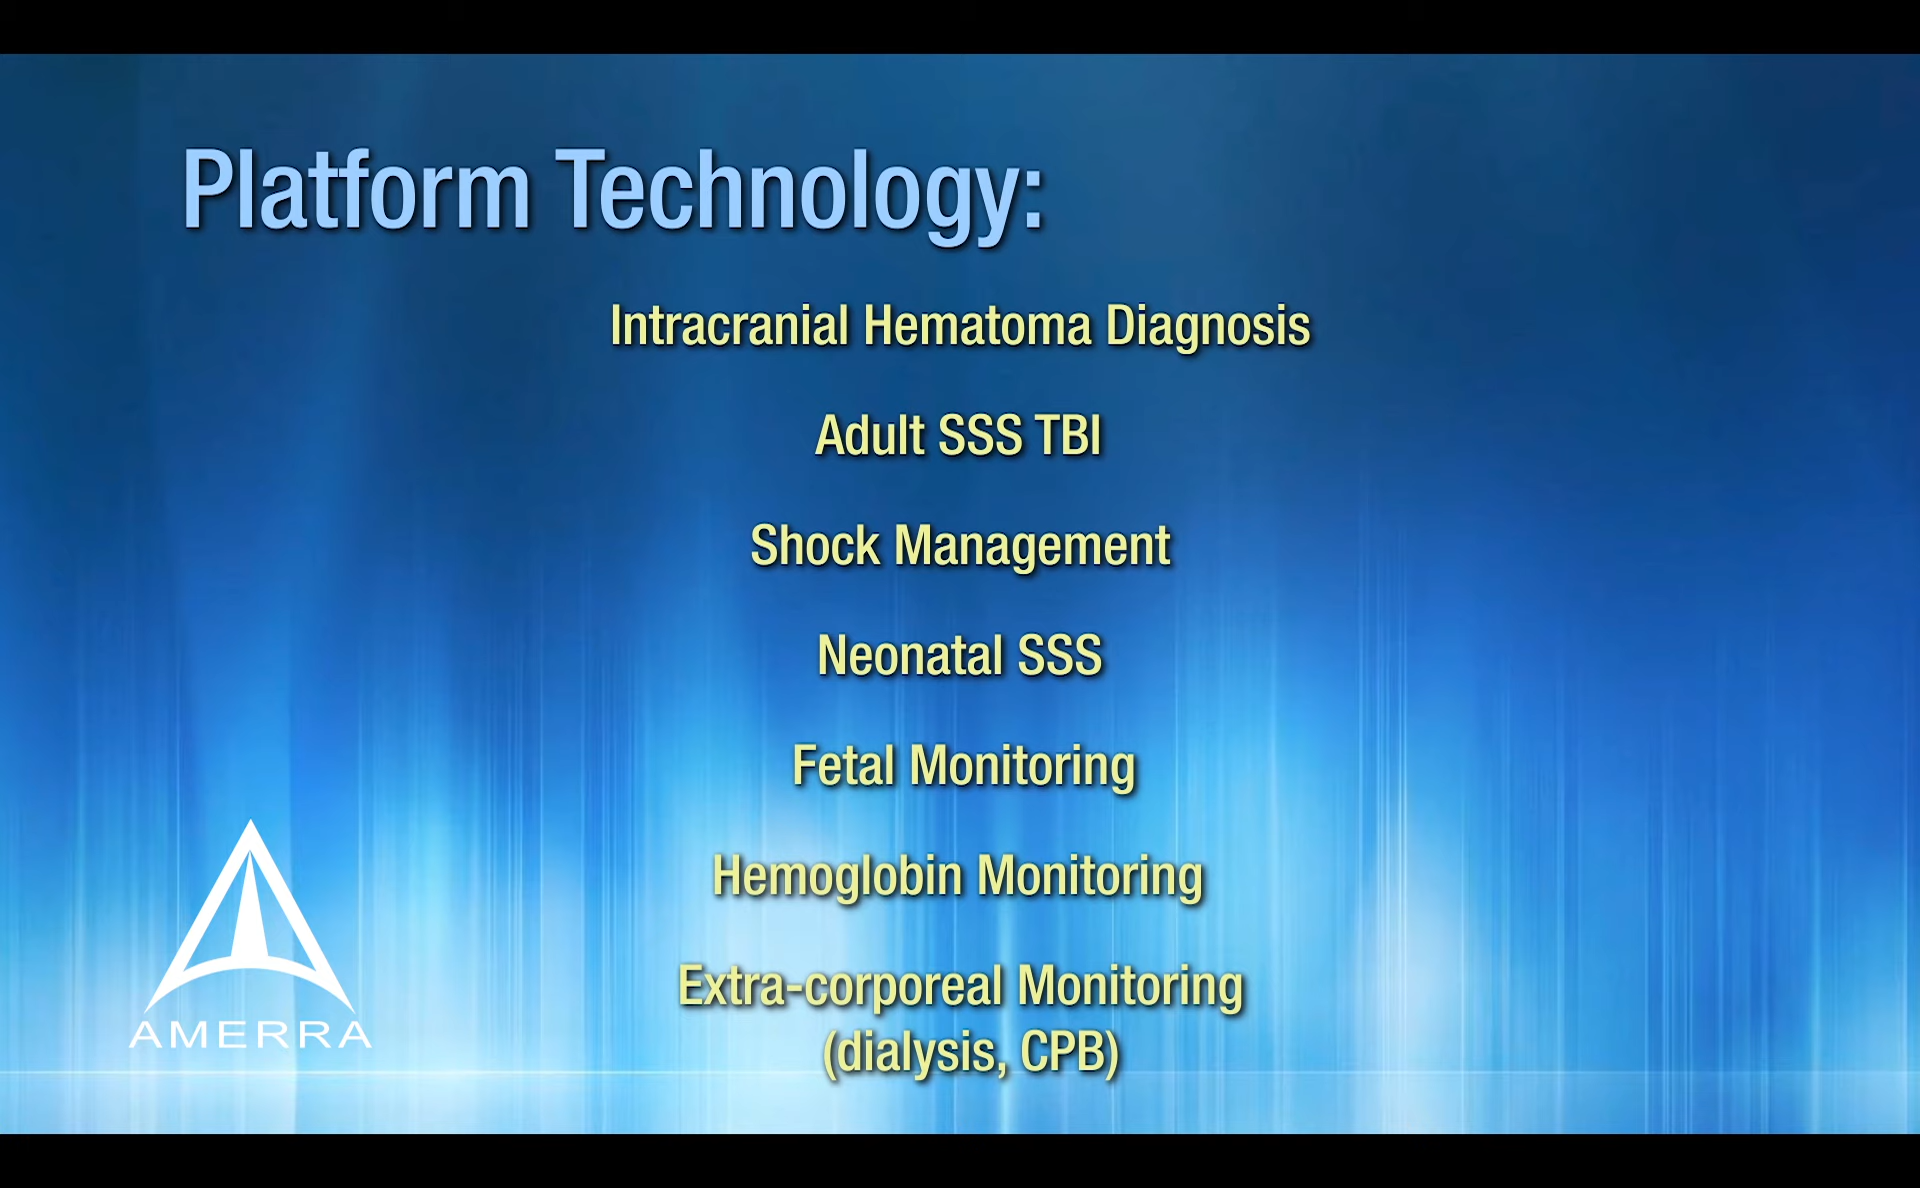 Platform Technology:
Intracranial Hematoma Diagnosis
Adult SSS TBI
Shock Management
Neonatal SSS
Fetal Monitoring
Hemoglobin Monitoring
Extra-corporeal Monitoring
(dialysis, CPB)
AMERRA